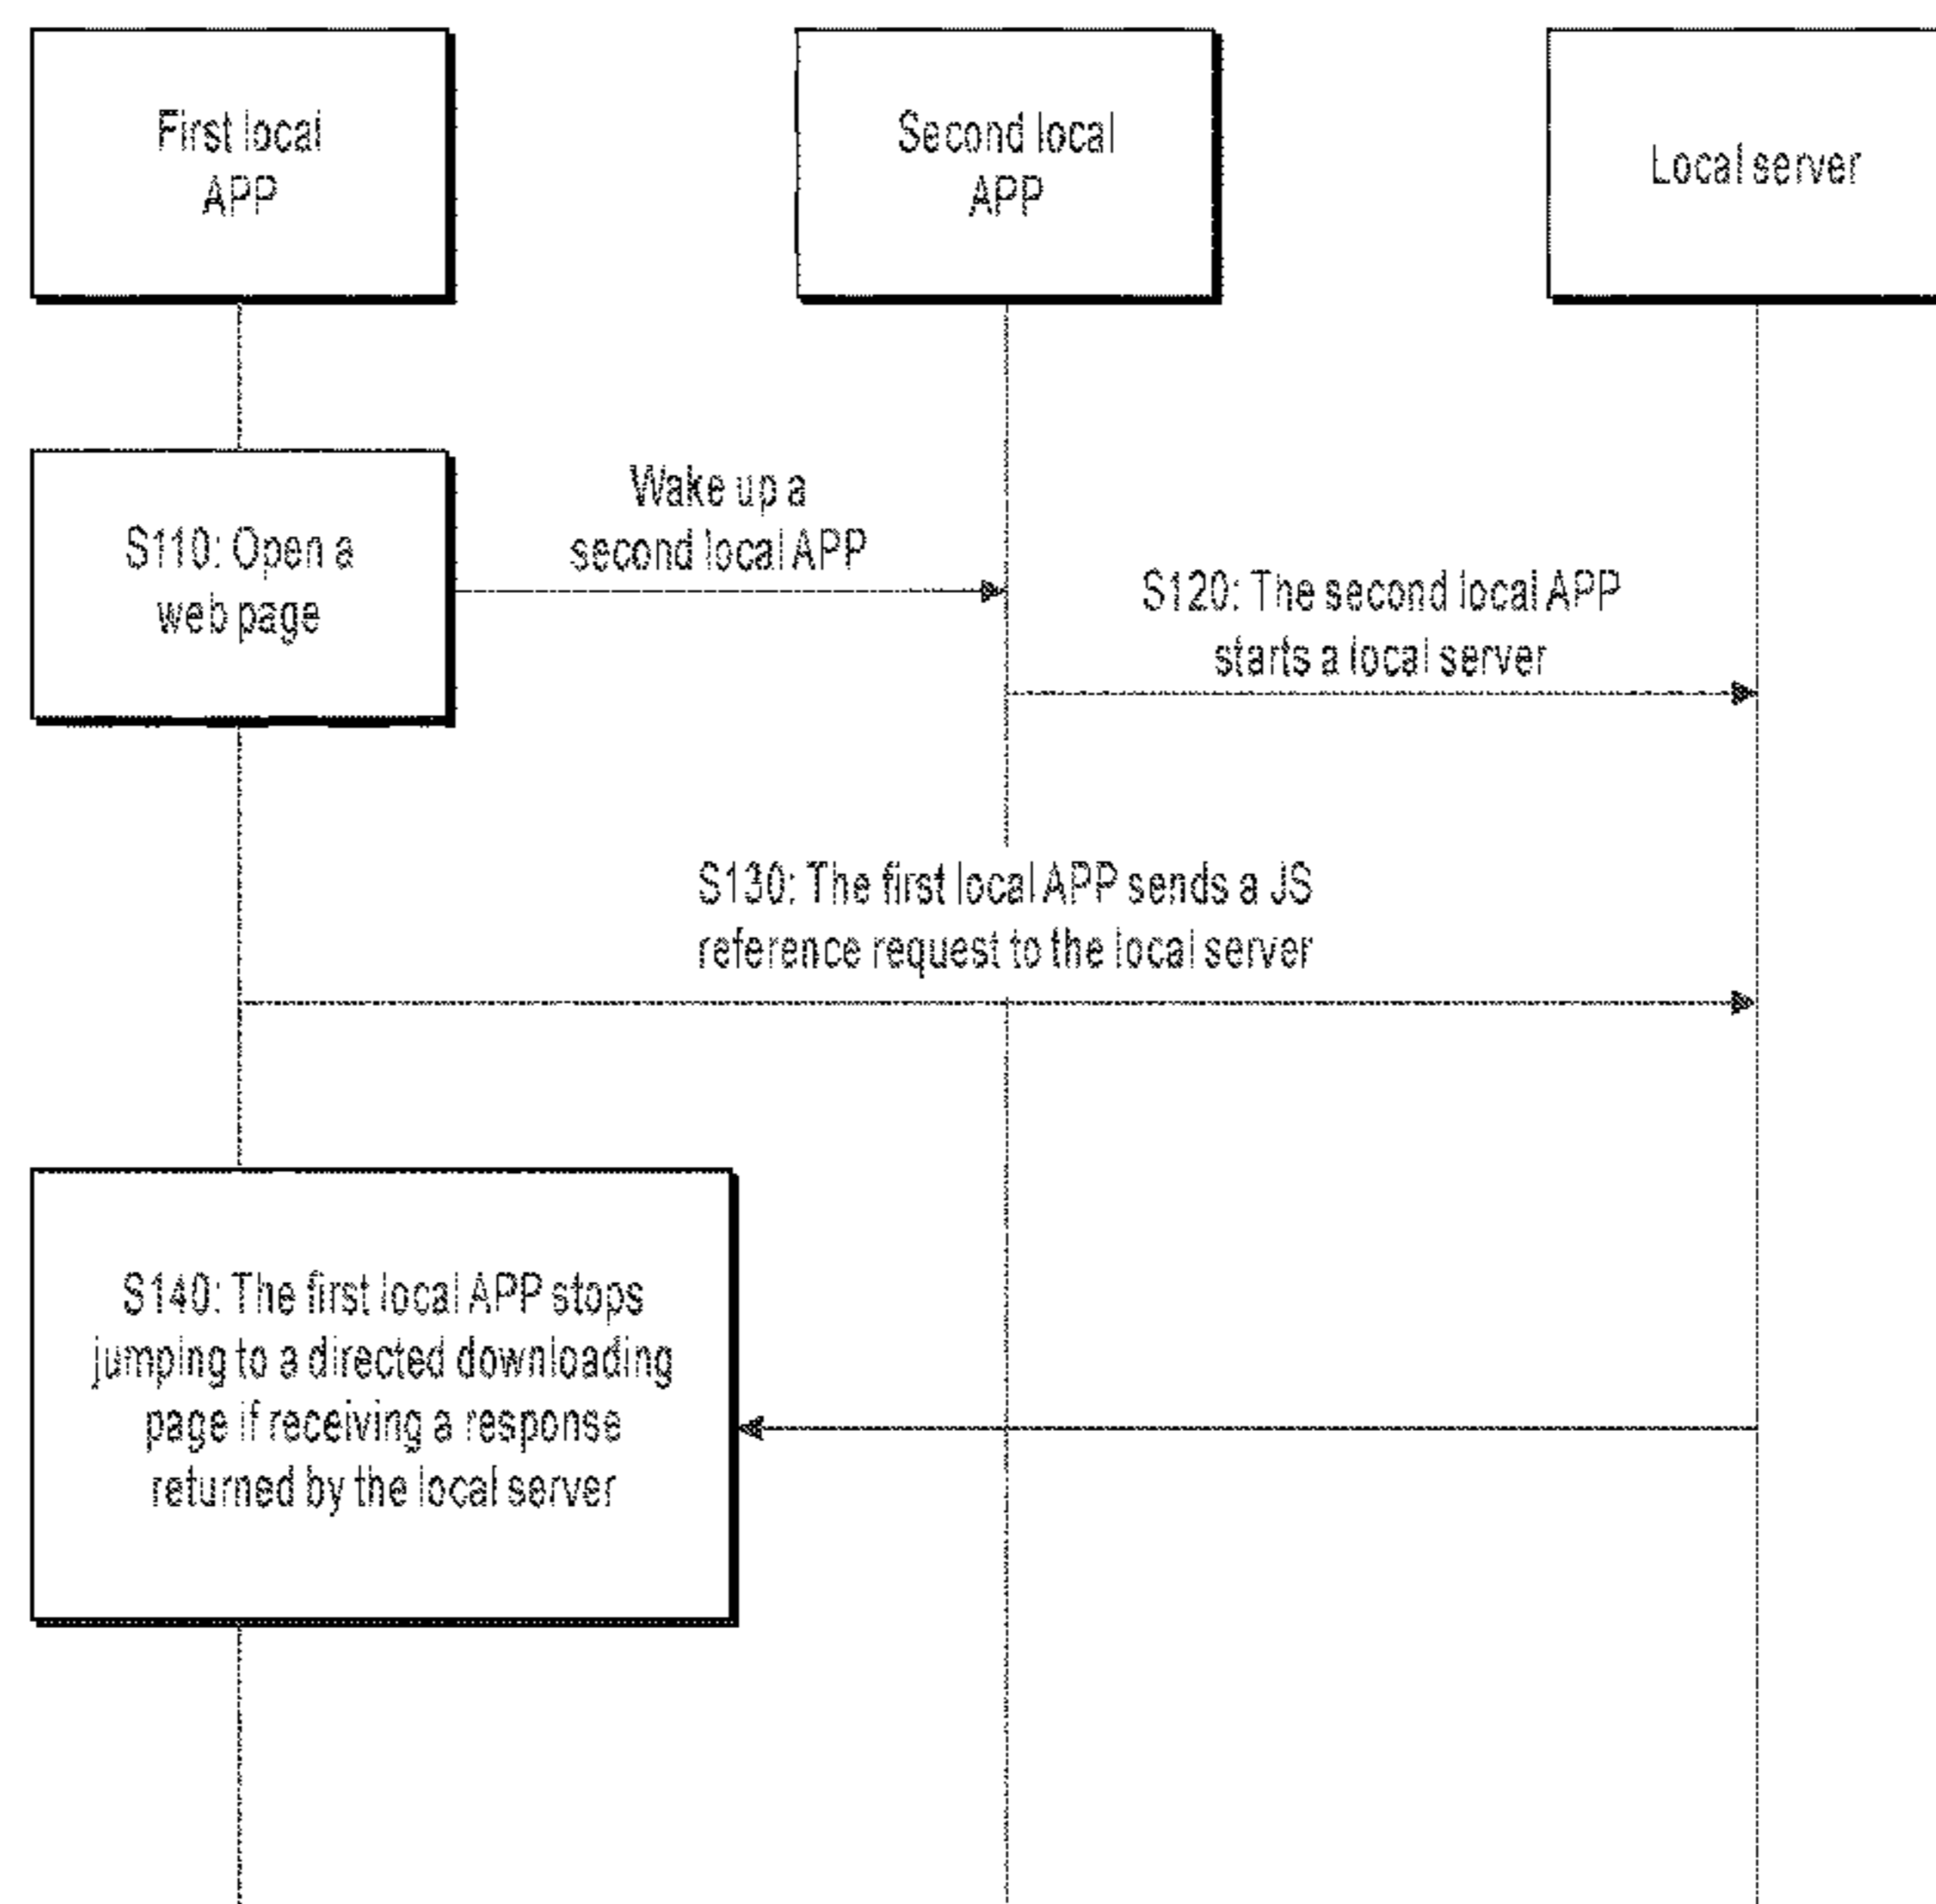 First local
APP
Second local
APP
Local server
S110: Open a
web page
Wake up a
second local APP
S120: The second local APP
starts a local server
S130: The first local APP sends a JS
reference request to the local server
S140: The first local APP stops
jumping to a directed downloading
page if receiving a response
returned by the local server